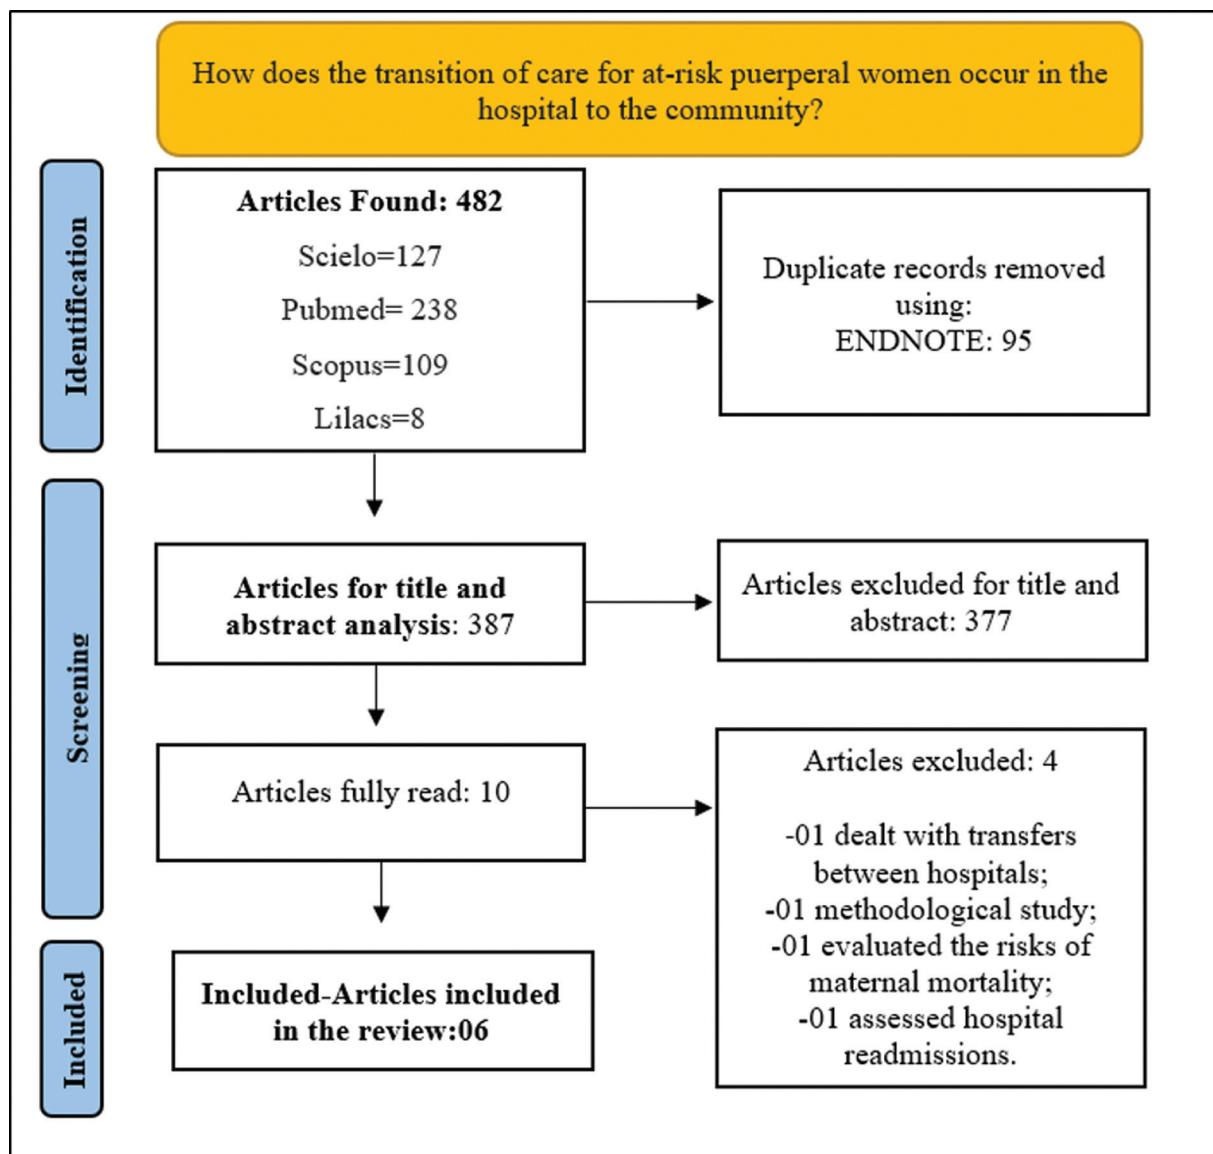 How does the transition of care for at-risk puerperal women occur in the
hospital to the community?
Identification
Articles Found: 482
Scielo=127
Pubmed= 238
Scopus=109
Lilacs=8
Duplicate records removed
using:
ENDNOTE: 95
Screening
Articles for title and
abstract analysis: 387
Articles excluded for title and
abstract: 377
Articles fully read: 10
Articles excluded: 4
-01 dealt with transfers
between hospitals;
-01 methodological study;
-01 evaluated the risks of
maternal mortality;
-01 assessed hospital
readmissions.
Included
Included-Articles included
in the review:06